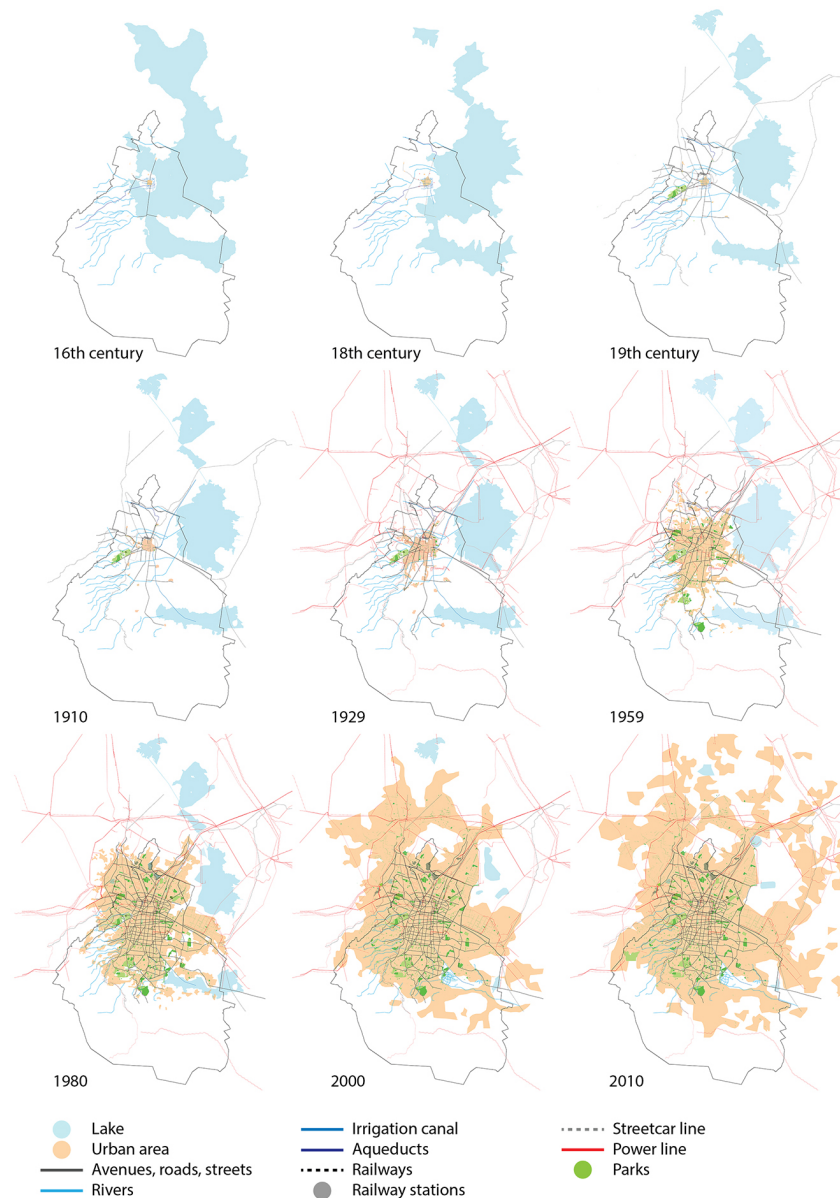 16th century
18th century
19th century
1910
1929
1959
1980
2000
2010
Lake
Urban area
Avenues, roads, streets
Rivers
Irrigation canal
Aqueducts
Railways
Railway stations
Streetcar line
Power line
Parks